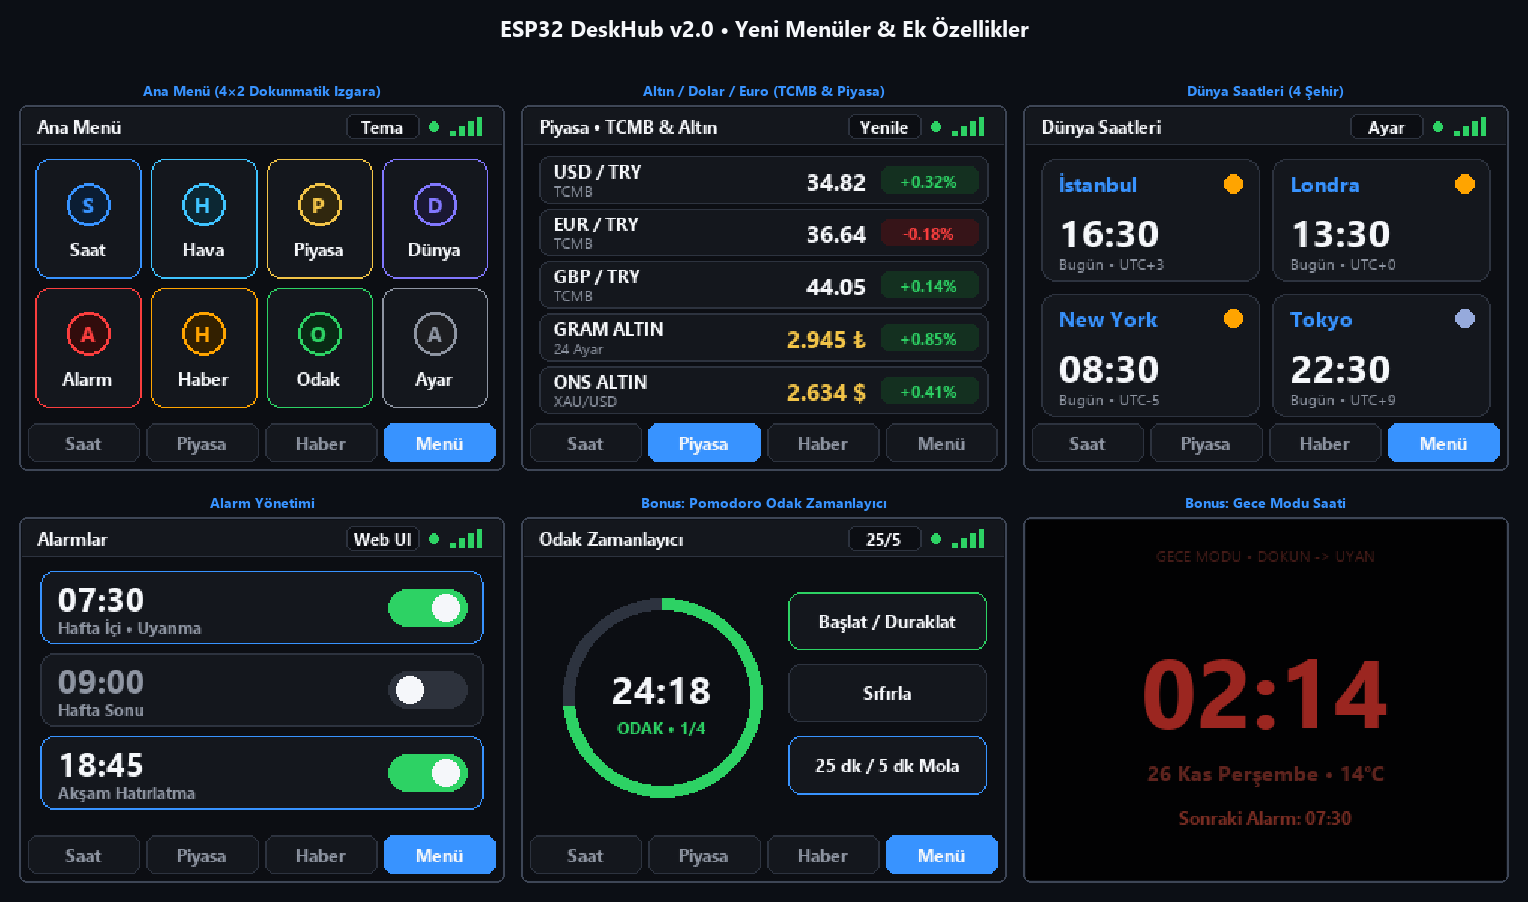 ESP32 DeskHub v2.0 • Yeni Menüler & Ek Özellikler
Ana Menü (4×2 Dokunmatik Izgara)
Ana Menü
Tema
S
Saat
H
Hava
P
Piyasa
D
Dünya
A
Alarm
H
Haber
O
Odak
A
Ayar
Saat
Piyasa
Haber
Menü
Altın / Dolar / Euro (TCMB & Piyasa)
Piyasa • TCMB & Altın
Yenile
USD / TRY
TCMB
34.82
+0.32%
EUR / TRY
TCMB
36.64
-0.18%
GBP / TRY
TCMB
44.05
+0.14%
GRAM ALTIN
24 Ayar
2.945 ₺
+0.85%
ONS ALTIN
XAU/USD
2.634 $
+0.41%
Saat
Piyasa
Haber
Menü
Dünya Saatleri (4 Şehir)
Dünya Saatleri
Ayar
İstanbul
16:30
Bugün • UTC+3
Londra
13:30
Bugün • UTC+0
New York
08:30
Bugün • UTC-5
Tokyo
22:30
Bugün • UTC+9
Saat
Piyasa
Haber
Menü
Alarm Yönetimi
Alarmlar
Web UI
07:30
Hafta İçi • Uyanma
09:00
Hafta Sonu
18:45
Akşam Hatırlatma
Saat
Piyasa
Haber
Menü
Bonus: Pomodoro Odak Zamanlayıcı
Odak Zamanlayıcı
25/5
24:18
ODAK • 1/4
Başlat / Duraklat
Sıfırla
25 dk / 5 dk Mola
Saat
Piyasa
Haber
Menü
Bonus: Gece Modu Saati
GECE MODU • DOKUN -> UYAN
02:14
26 Kas Perşembe • 14°C
Sonraki Alarm: 07:30